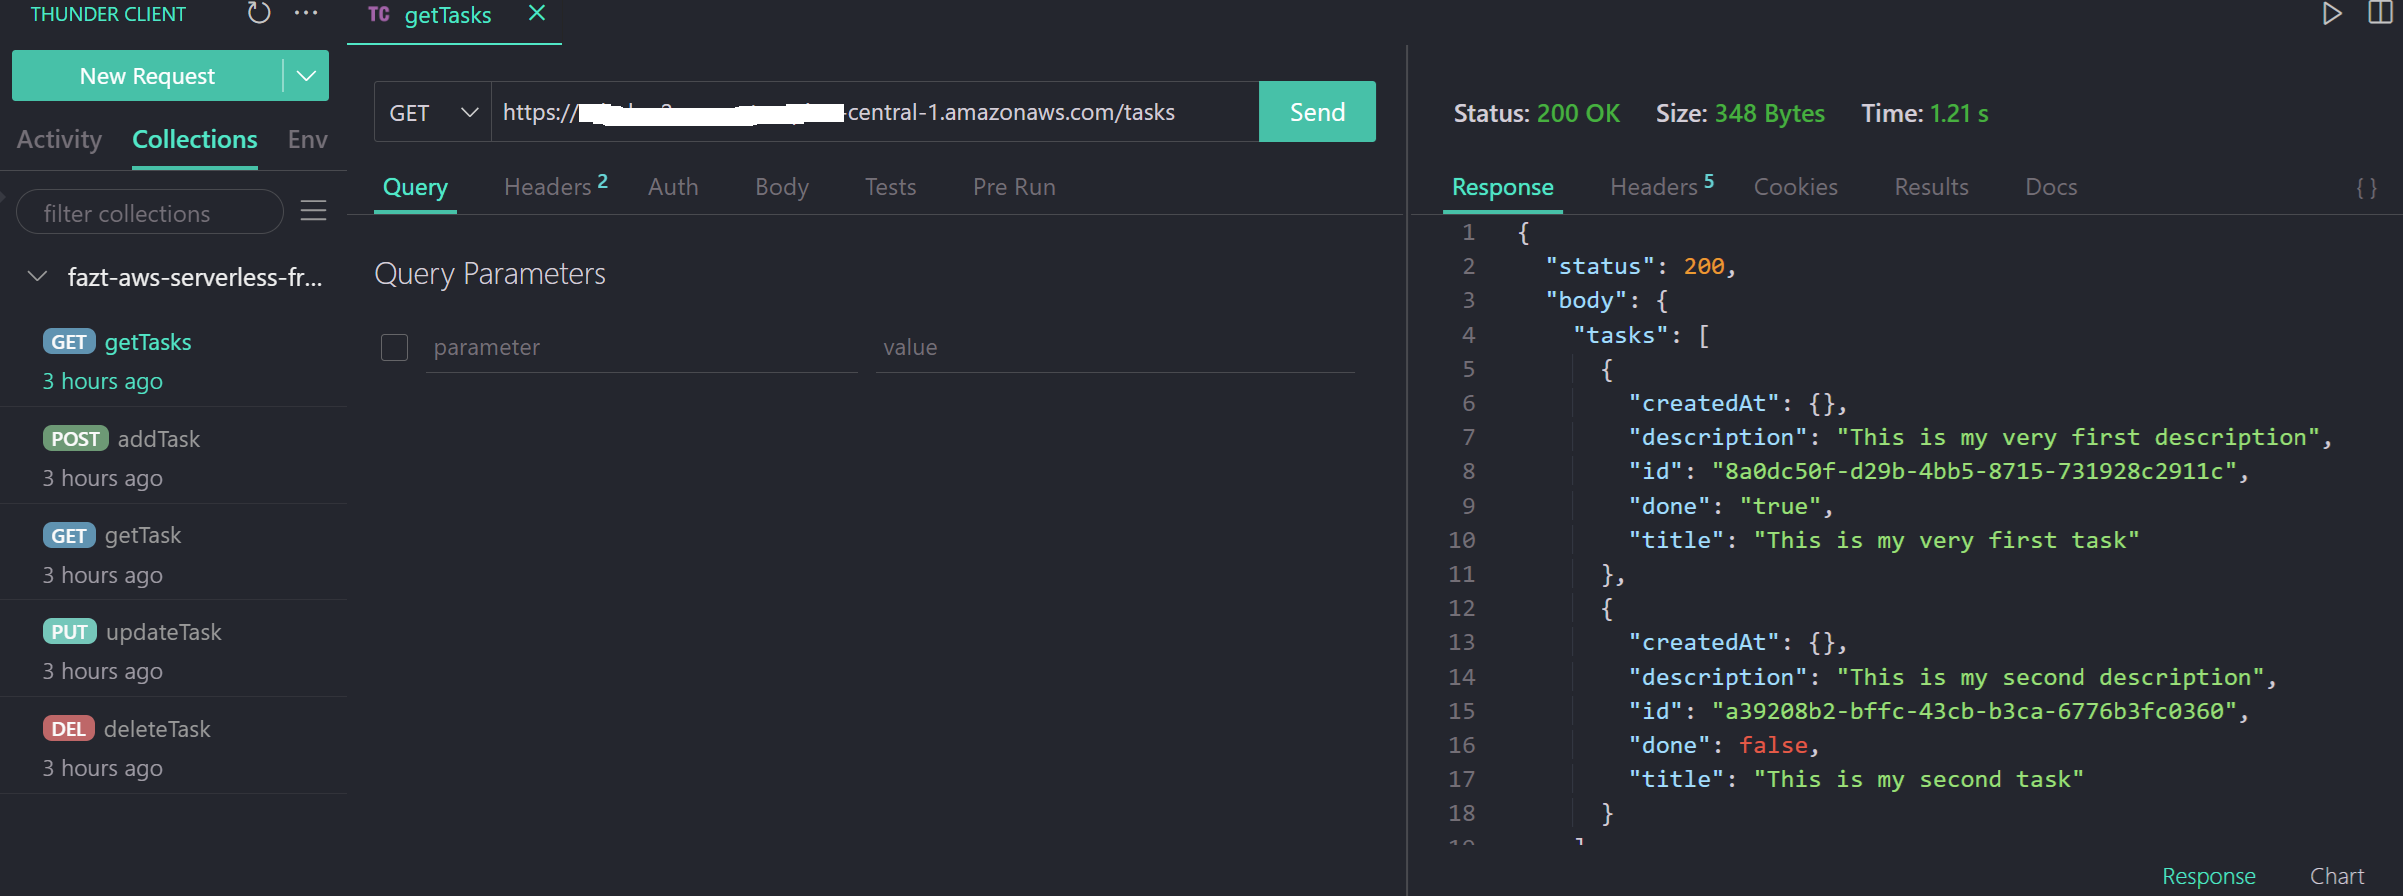 THUNDER CLIENT
New Request
Activity Collections Env
filter collections
fazt-aws-serverless-fr...
GET getTasks
3 hours ago
POST addTask
3 hours ago
GET getTask
3 hours ago
PUT updateTask
3 hours ago
DEL deleteTask
3 hours ago
TC getTasks
GET https:// -central-1.amazonaws.com/tasks Send
Query Headers 2 Auth Body Tests Pre Run
Query Parameters
parameter value
Status: 200 OK Size: 348 Bytes Time: 1.21 s
Response Headers 5 Cookies Results Docs { }
1 {
2 "status": 200,
3 "body": {
4 "tasks": [
5 {
6 "createdAt": {},
7 "description": "This is my very first description",
8 "id": "8a0dc50f-d29b-4bb5-8715-731928c2911c",
9 "done": "true",
10 "title": "This is my very first task"
11 },
12 {
13 "createdAt": {},
14 "description": "This is my second description",
15 "id": "a39208b2-bffc-43cb-b3ca-6776b3fc0360",
16 "done": false,
17 "title": "This is my second task"
18 }
Response Chart